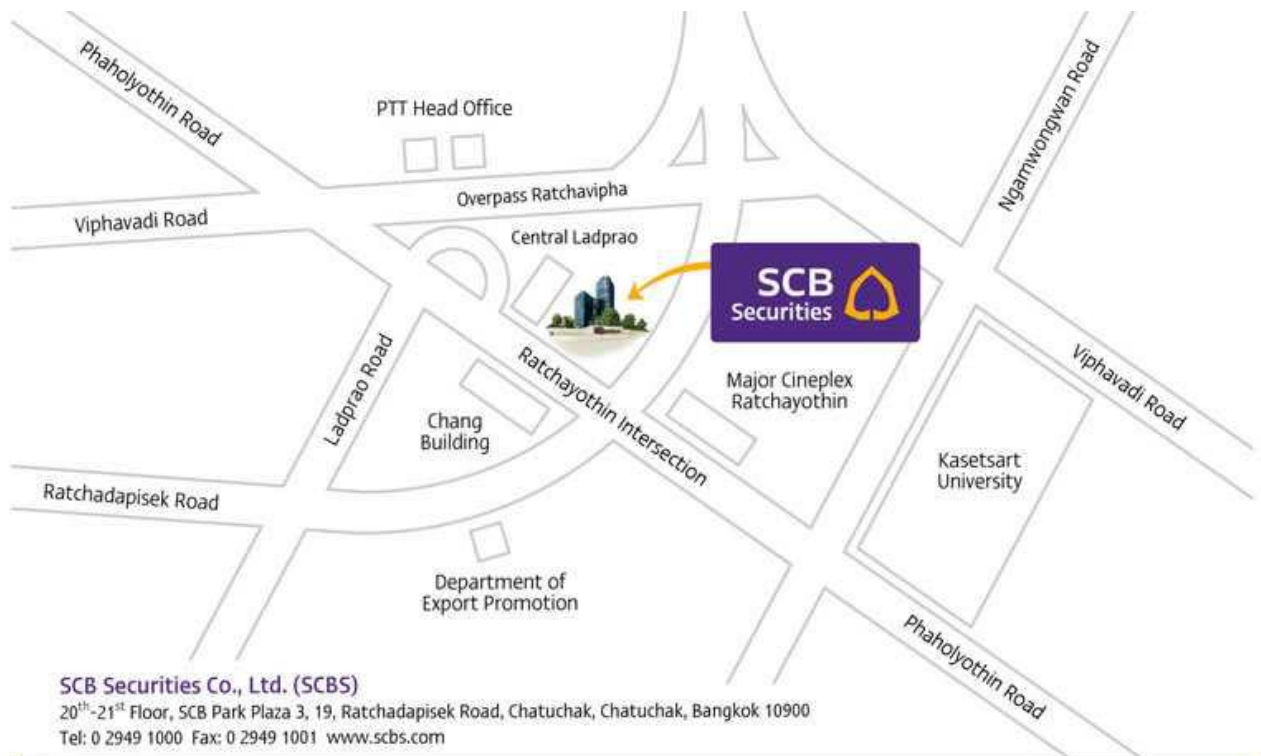 Phaholyothin Road
PTT Head Office
Ngamwongwan Road
Viphavadi Road
Overpass Ratchavipha
Central Ladprao
SCB
Securities
Ladprao Road
Ratchayothin Intersection
Major Cineplex
Ratchayothin
Viphavadi Road
Chang
Building
Kasetsart
University
Ratchadapisek Road
Department of
Export Promotion
Phaholyothin Road
SCB Securities Co., Ltd. (SCBS)
20th-21st Floor, SCB Park Plaza 3, 19, Ratchadapisek Road, Chatuchak, Chatuchak, Bangkok 10900
Tel: 0 2949 1000 Fax: 0 2949 1001 www.scbs.com